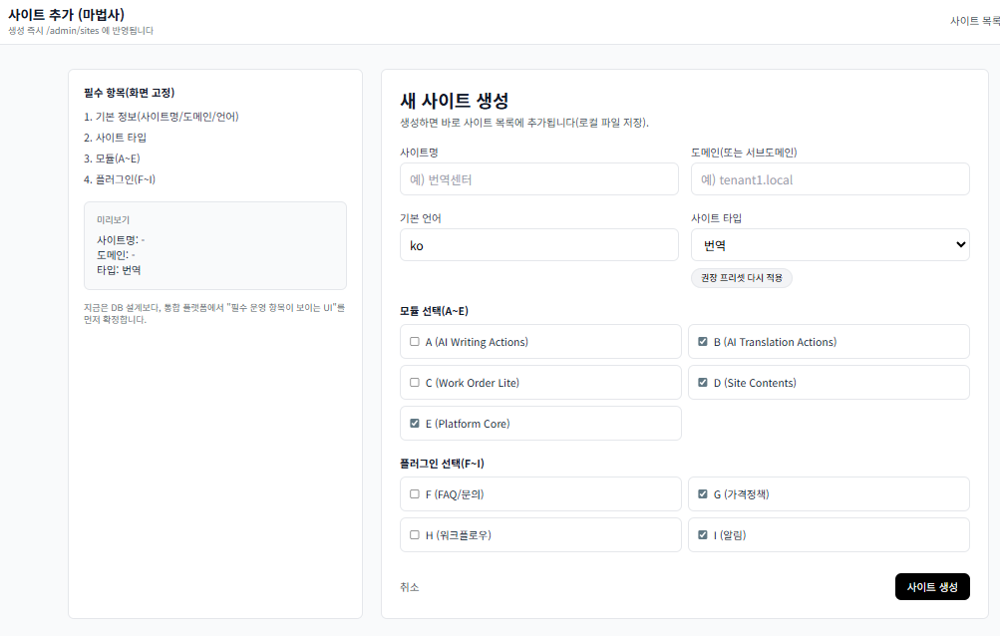 사이트 추가 (마법사)
생성 즉시 /admin/sites 에 반영됩니다
사이트 목록
필수 항목(화면 고정)
1. 기본 정보(사이트명/도메인/언어)
2. 사이트 타입
3. 모듈(A~E)
4. 플러그인(F~I)
미리보기
사이트명: -
도메인: -
타입: 번역
지금은 DB 설계보다, 통합 플랫폼에서 "필수 운영 항목이 보이는 UI"를
먼저 확정합니다.
새 사이트 생성
생성하면 바로 사이트 목록에 추가됩니다(로컬 파일 저장).
사이트명
도메인(또는 서브도메인)
예) 번역센터
예) tenant1.local
기본 언어
사이트 타입
ko
번역
권장 프리셋 다시 적용
모듈 선택(A~E)
A (AI Writing Actions)
B (AI Translation Actions)
C (Work Order Lite)
D (Site Contents)
E (Platform Core)
플러그인 선택(F~I)
F (FAQ/문의)
G (가격정책)
H (워크플로우)
I (알림)
취소
사이트 생성